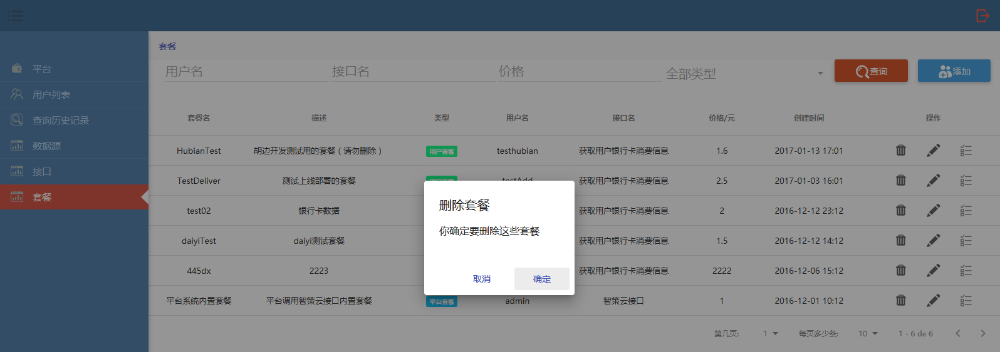 套餐
平台
用户列表
查询历史记录
数据源
接口
套餐
用户名 接口名 价格 全部类型 查询 添加
套餐名 描述 类型 用户名 接口名 价格/元 创建时间 操作
HubianTest 胡边开发测试用的套餐（请勿删除） 用户套餐 testhubian 获取用户银行卡消费信息 1.6 2017-01-13 17:01
TestDeliver 测试上线部署的套餐 用户套餐 testAdd 获取用户银行卡消费信息 2.5 2017-01-03 16:01
test02 银行卡数据 获取用户银行卡消费信息 2 2016-12-12 23:12
daiyiTest daiyi测试套餐 获取用户银行卡消费信息 1.5 2016-12-12 14:12
445dx 2223 获取用户银行卡消费信息 2222 2016-12-06 15:12
平台系统内置套餐 平台调用智策云接口内置套餐 平台套餐 admin 智策云接口 1 2016-12-01 10:12
删除套餐
你确定要删除这些套餐
取消 确定
第几页: 1 每页多少条: 10 1 - 6 de 6